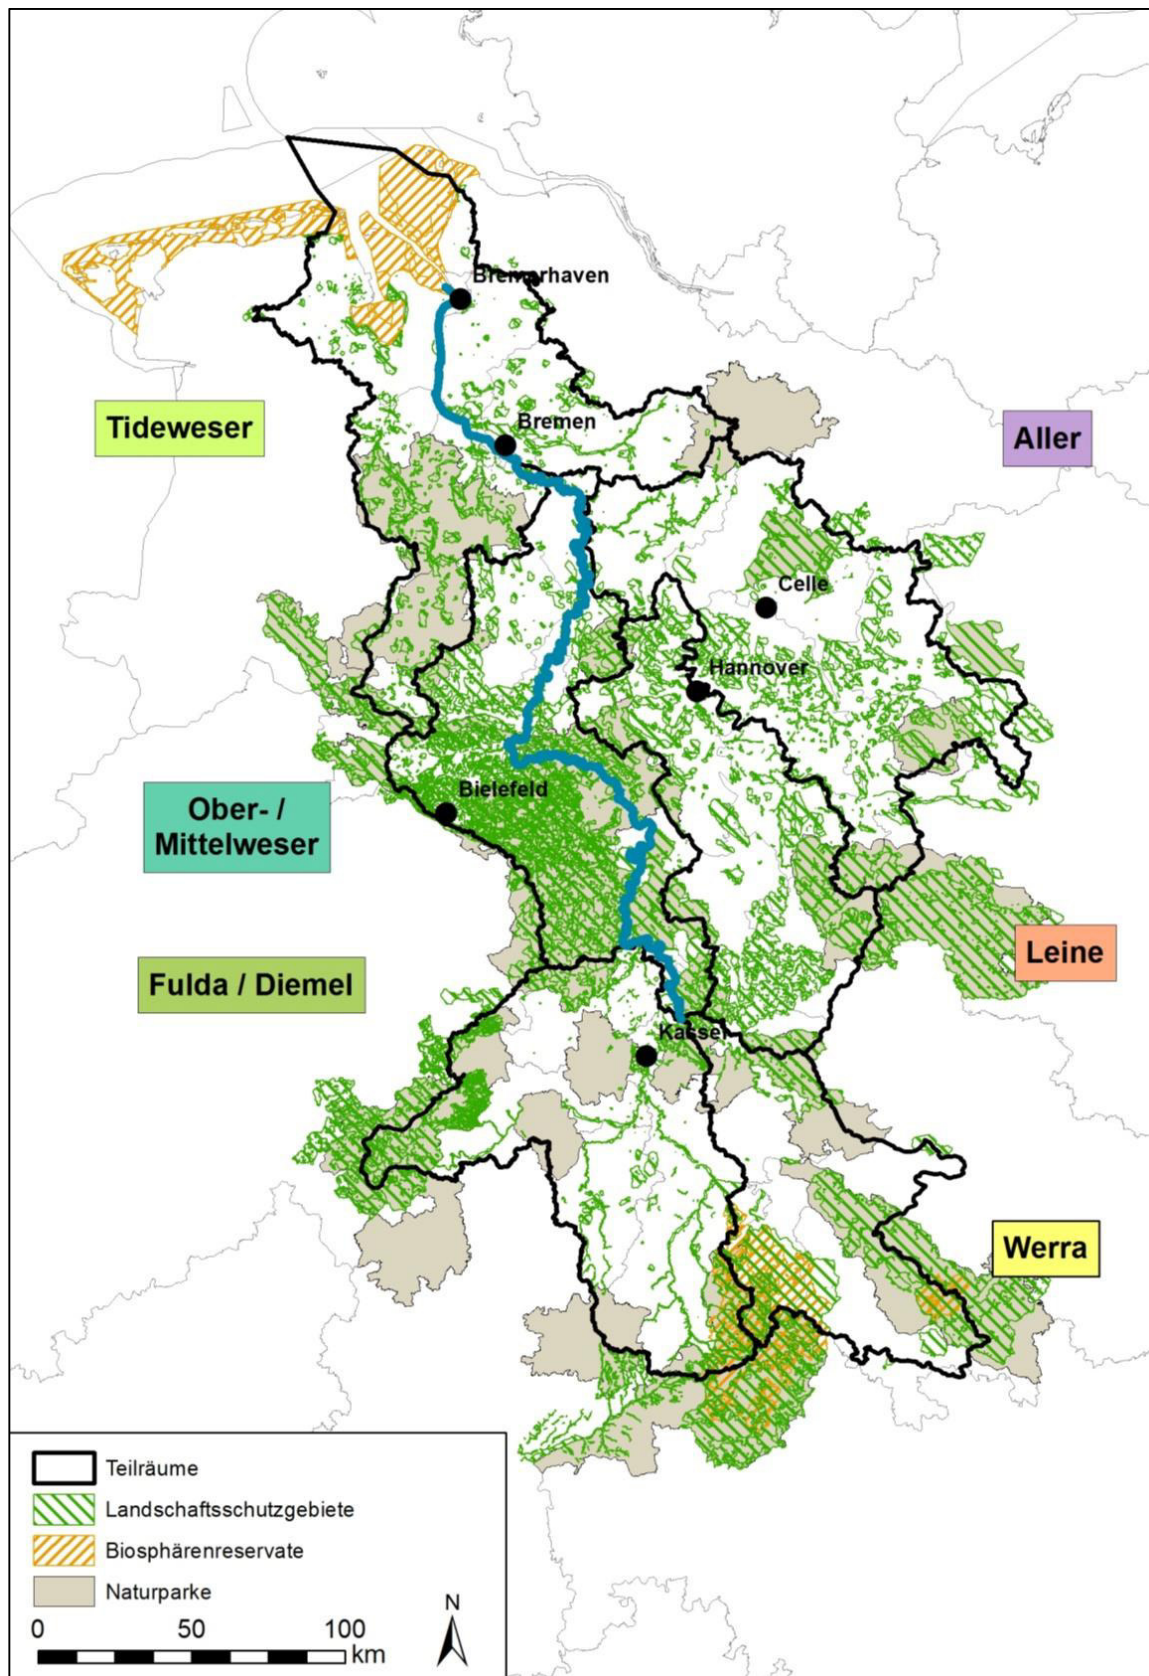 Bremerhaven
Tideweser
Bremen
Aller
Celle
Hannover
Bielefeld
Ober- /
Mittelweser
Leine
Fulda / Diemel
Kassel
Werra
Teilräume
Landschaftsschutzgebiete
Biosphärenreservate
Naturparke
N
0 50 100
km